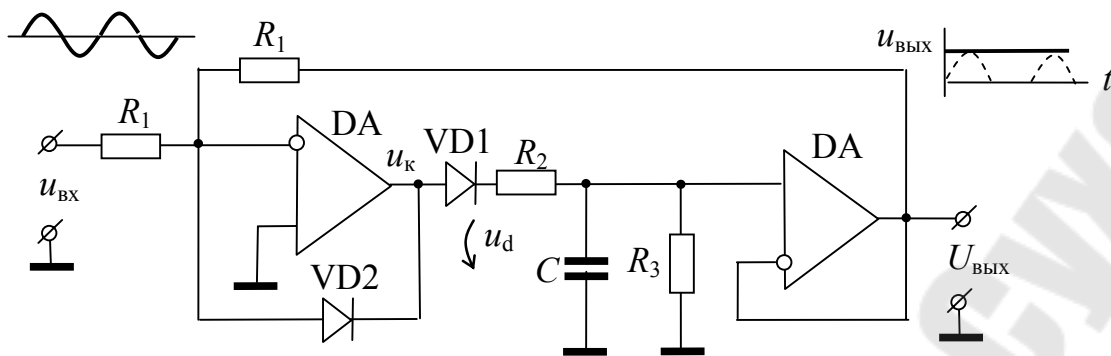 R₁
u_вых
t
R₁
DA
VD1
R₂
DA
u_к
u_вх
u_d
VD2
C
R₃
U_вых